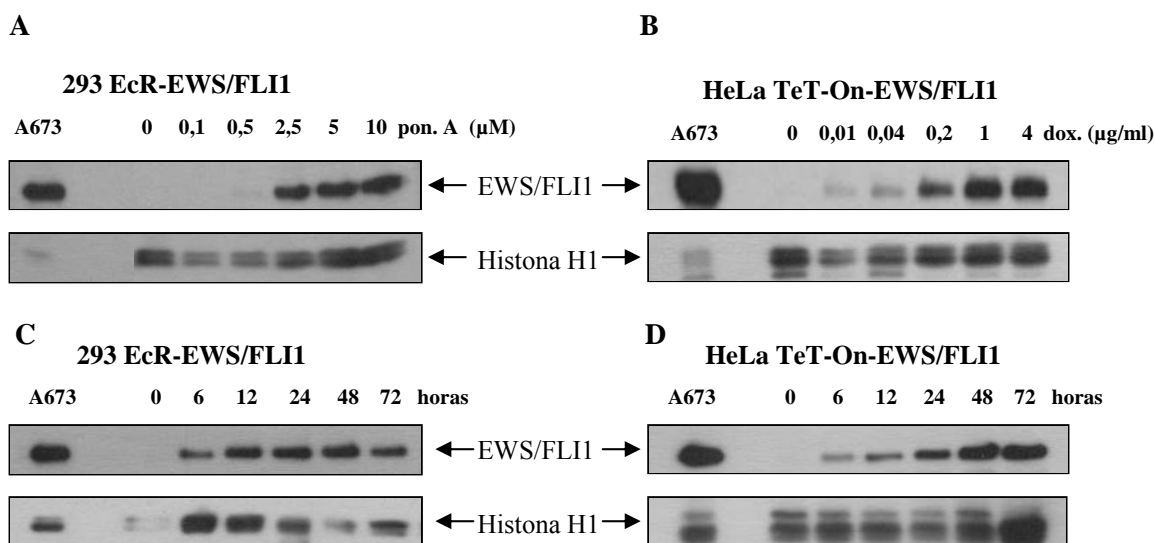 A
B
293 EcR-EWS/FLI1
HeLa TeT-On-EWS/FLI1
A673 0 0,1 0,5 2,5 5 10 pon. A (µM)
A673 0 0,01 0,04 0,2 1 4 dox. (µg/ml)
EWS/FLI1
Histona H1
C
D
293 EcR-EWS/FLI1
HeLa TeT-On-EWS/FLI1
A673 0 6 12 24 48 72 horas
A673 0 6 12 24 48 72 horas
EWS/FLI1
Histona H1